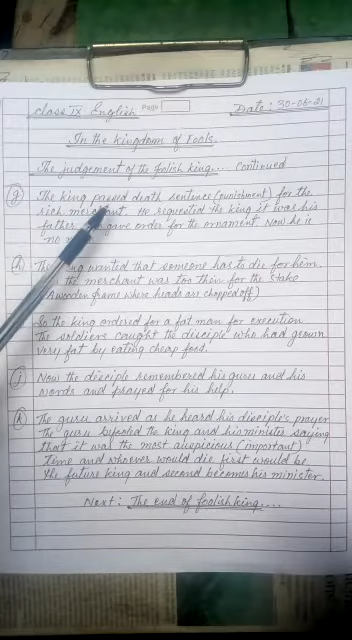 Class IX English Page Date: 30-06-21
In the kingdom of Fools.
The judgement of the foolish king.... Continued
(g) The king passed death sentence (punishment) for the
rich merchant. He requested the king it was his
father gave order for the ornament. Now he is
no
(h) The king wanted that someone has to die for him.
the merchant was too thin for the stake
(A wooden frame where heads are chopped off)
So the king ordered for a fat man for execution
the soldiers caught the disciple who had grown
very fat by eating cheap food.
(j) Now the disciple remembered his guru and his
words and prayed for his help.
(k) The guru arrived as he heard his disciple's prayer
The guru befooled the king and his minister saying
that it was the most auspicious (important)
time and whoever would die first would be
the future king and second becomes his minister.
Next: The end of foolish king....